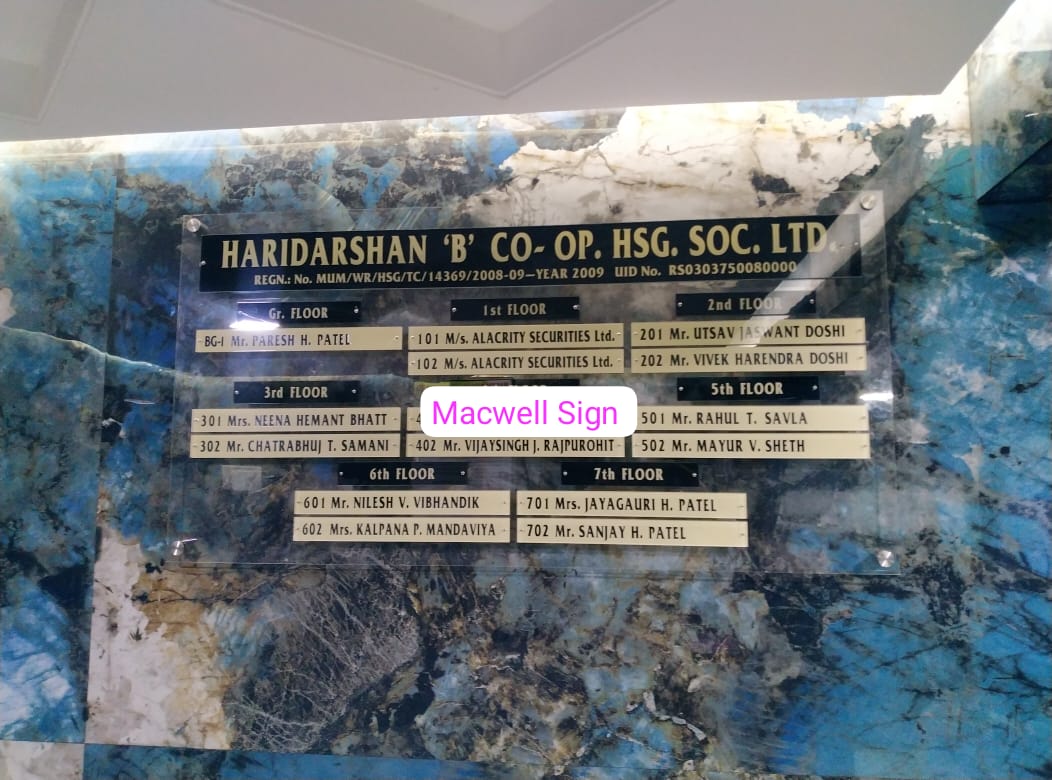 HARIDARSHAN 'B' CO- OP. HSG. SOC. LTD.
REGN.: No. MUM/WR/HSG/TC/14369/2008-09–YEAR 2009 UID No. RS0303750080000
Gr. FLOOR
BG-1 Mr. PARESH H. PATEL
1st FLOOR
101 M/s. ALACRITY SECURITIES Ltd.
102 M/s. ALACRITY SECURITIES Ltd.
2nd FLOOR
201 Mr. UTSAV JASWANT DOSHI
202 Mr. VIVEK HARENDRA DOSHI
3rd FLOOR
301 Mrs. NEENA HEMANT BHATT
302 Mr. CHATRABHUJ T. SAMANI
Macwell Sign
402 Mr. VIJAYSINGH J. RAJPUROHIT
5th FLOOR
501 Mr. RAHUL T. SAVLA
502 Mr. MAYUR V. SHETH
6th FLOOR
601 Mr. NILESH V. VIBHANDIK
602 Mrs. KALPANA P. MANDAVIYA
7th FLOOR
701 Mrs. JAYAGAURI H. PATEL
702 Mr. SANJAY H. PATEL